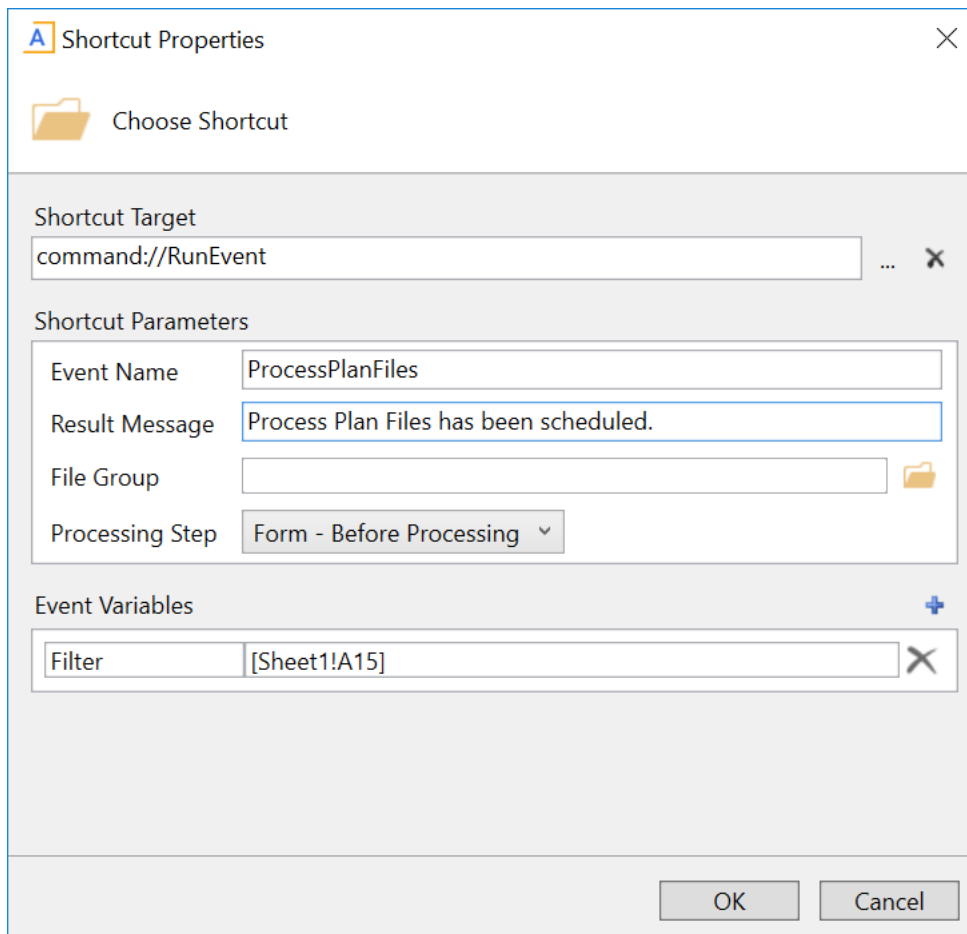 A Shortcut Properties
Choose Shortcut
Shortcut Target
command://RunEvent ...
Shortcut Parameters
Event Name ProcessPlanFiles
Result Message Process Plan Files has been scheduled.
File Group
Processing Step Form - Before Processing
Event Variables
Filter [Sheet1!A15]
OK Cancel